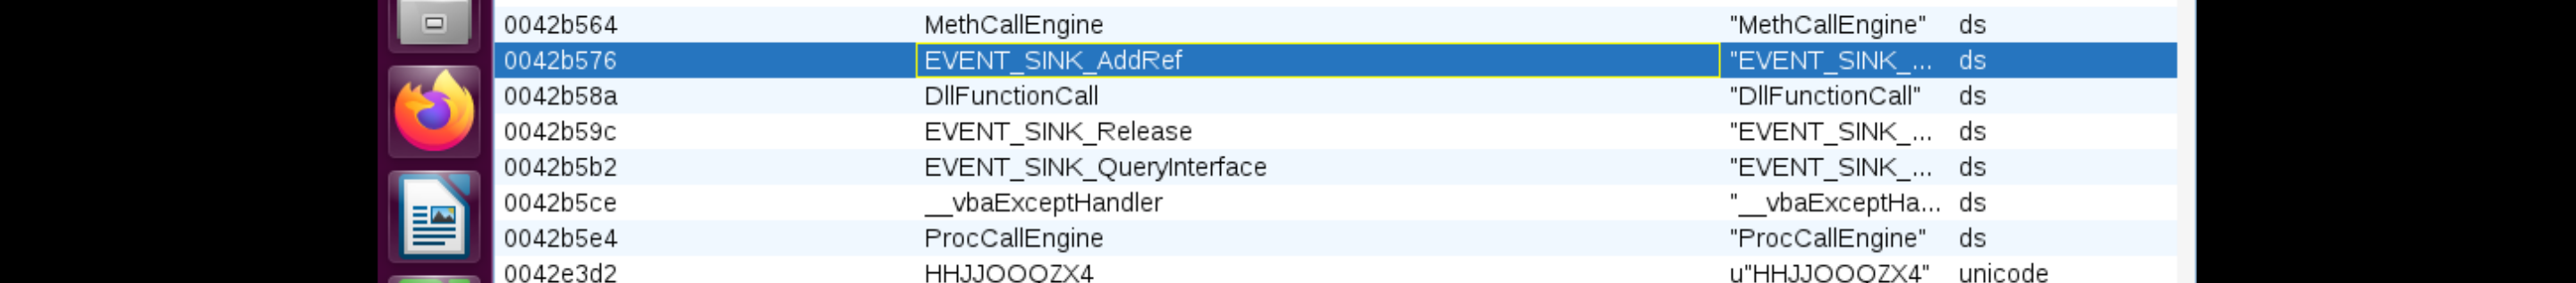 0042b564 MethCallEngine "MethCallEngine" ds
0042b576 EVENT_SINK_AddRef "EVENT_SINK_... ds
0042b58a DllFunctionCall "DllFunctionCall" ds
0042b59c EVENT_SINK_Release "EVENT_SINK_... ds
0042b5b2 EVENT_SINK_QueryInterface "EVENT_SINK_... ds
0042b5ce __vbaExceptHandler "__vbaExceptHa... ds
0042b5e4 ProcCallEngine "ProcCallEngine" ds
0042e3d2 HHJJOOOZX4 u"HHJJOOOZX4" unicode